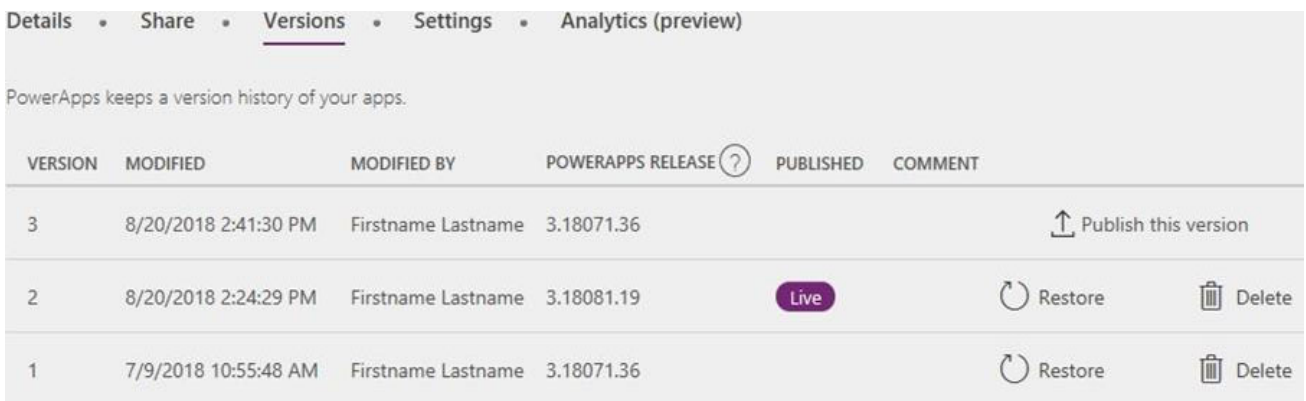 Details • Share • Versions • Settings • Analytics (preview)
PowerApps keeps a version history of your apps.
VERSION MODIFIED MODIFIED BY POWERAPPS RELEASE ? PUBLISHED COMMENT
3 8/20/2018 2:41:30 PM Firstname Lastname 3.18071.36 Publish this version
2 8/20/2018 2:24:29 PM Firstname Lastname 3.18081.19 Live Restore Delete
1 7/9/2018 10:55:48 AM Firstname Lastname 3.18071.36 Restore Delete